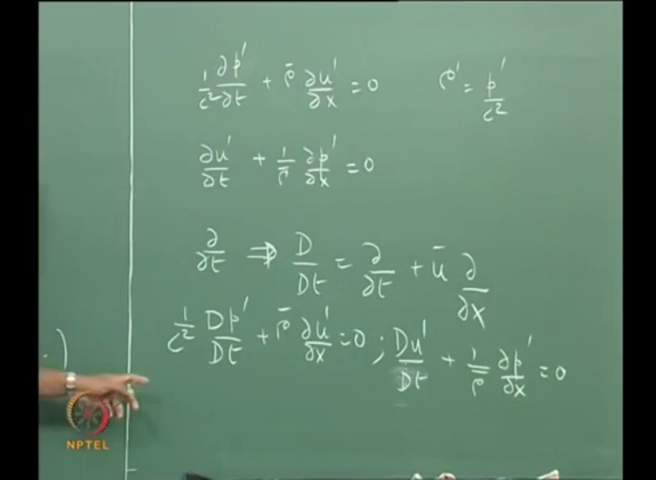 1/c² ∂p'/∂t + ρ̄ ∂u'/∂x = 0    ρ' = p'/c²
∂u'/∂t + 1/ρ̄ ∂p'/∂x = 0
∂/∂t ⇒ D/Dt = ∂/∂t + ū ∂/∂x
1/c² Dp'/Dt + ρ̄ ∂u'/∂x = 0 ; Du'/Dt + 1/ρ̄ ∂p'/∂x = 0
NPTEL